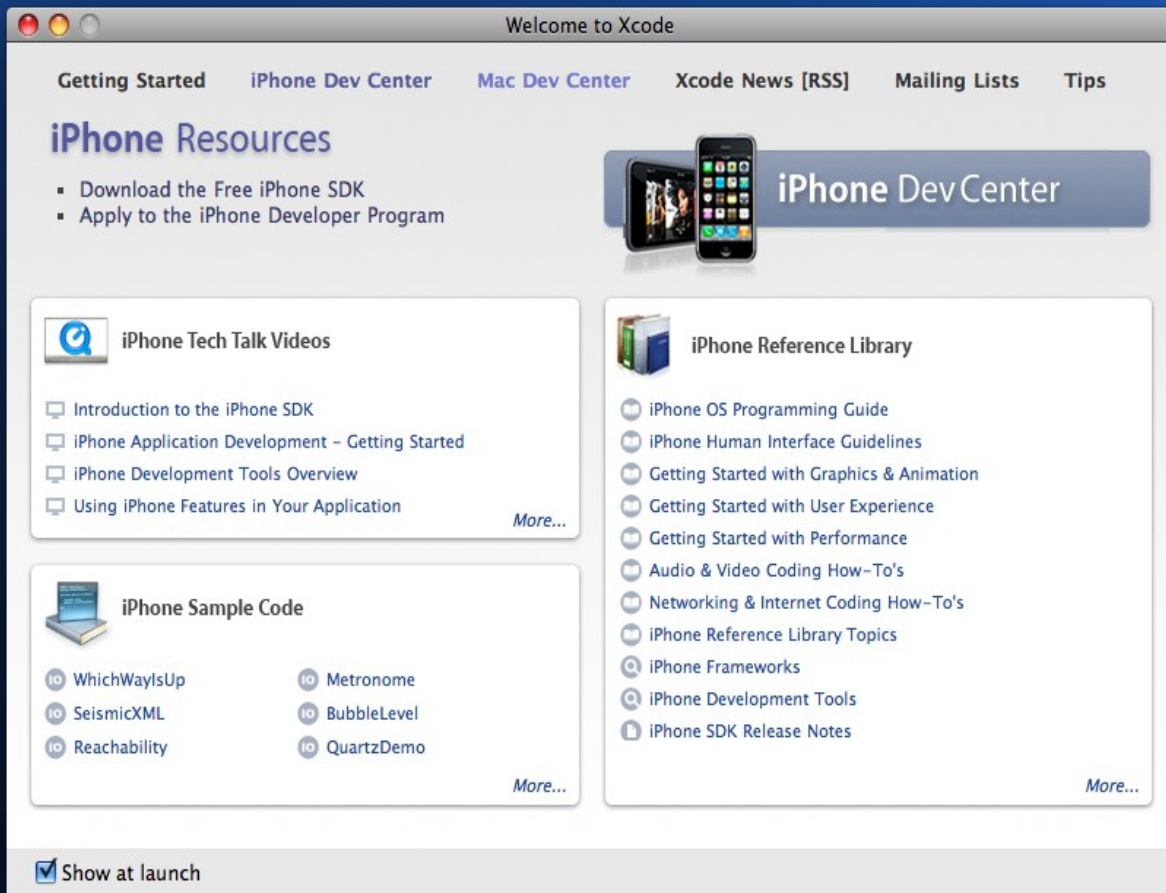 Welcome to Xcode
Getting Started iPhone Dev Center Mac Dev Center Xcode News [RSS] Mailing Lists Tips
iPhone Resources
Download the Free iPhone SDK
Apply to the iPhone Developer Program
iPhone Dev Center
iPhone Tech Talk Videos
Introduction to the iPhone SDK
iPhone Application Development – Getting Started
iPhone Development Tools Overview
Using iPhone Features in Your Application
More...
iPhone Sample Code
WhichWayIsUp Metronome
SeismicXML BubbleLevel
Reachability QuartzDemo
More...
iPhone Reference Library
iPhone OS Programming Guide
iPhone Human Interface Guidelines
Getting Started with Graphics & Animation
Getting Started with User Experience
Getting Started with Performance
Audio & Video Coding How-To's
Networking & Internet Coding How-To's
iPhone Reference Library Topics
iPhone Frameworks
iPhone Development Tools
iPhone SDK Release Notes
More...
Show at launch